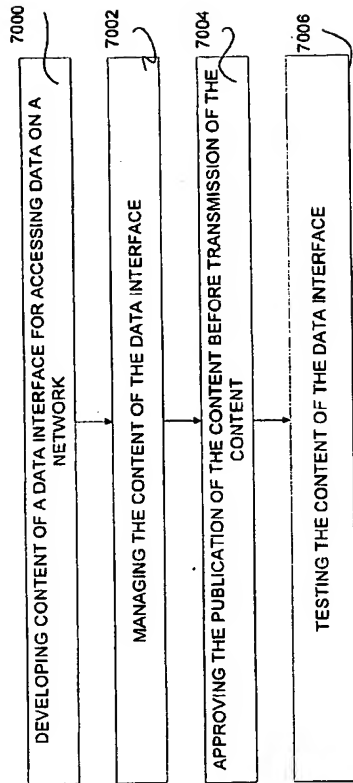 7000
DEVELOPING CONTENT OF A DATA INTERFACE FOR ACCESSING DATA ON A
NETWORK
7002
MANAGING THE CONTENT OF THE DATA INTERFACE
7004
APPROVING THE PUBLICATION OF THE CONTENT BEFORE TRANSMISSION OF THE
CONTENT
7006
TESTING THE CONTENT OF THE DATA INTERFACE